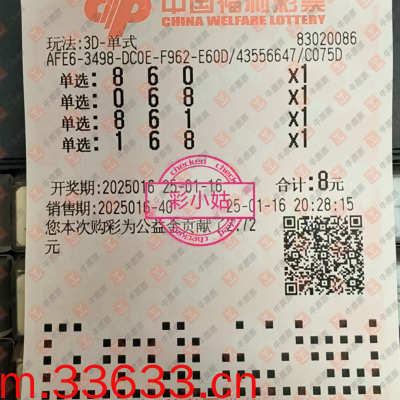 中国福利彩票
CHINA WELFARE LOTTERY
玩法:3D-单式 83020086
AFE6-3498-DC0E-F962-E60D/43556647/C075D
单选: 8 6 0 x1
单选: 0 6 8 x1
单选: 8 6 1 x1
单选: 1 6 8 x1
开奖期:2025016 25-01-16 合计:8元
销售期:2025016-40 25-01-16 20:28:15
您本次购彩为公益金贡献了2.72
元
checked
彩小姑
m.33633.cn